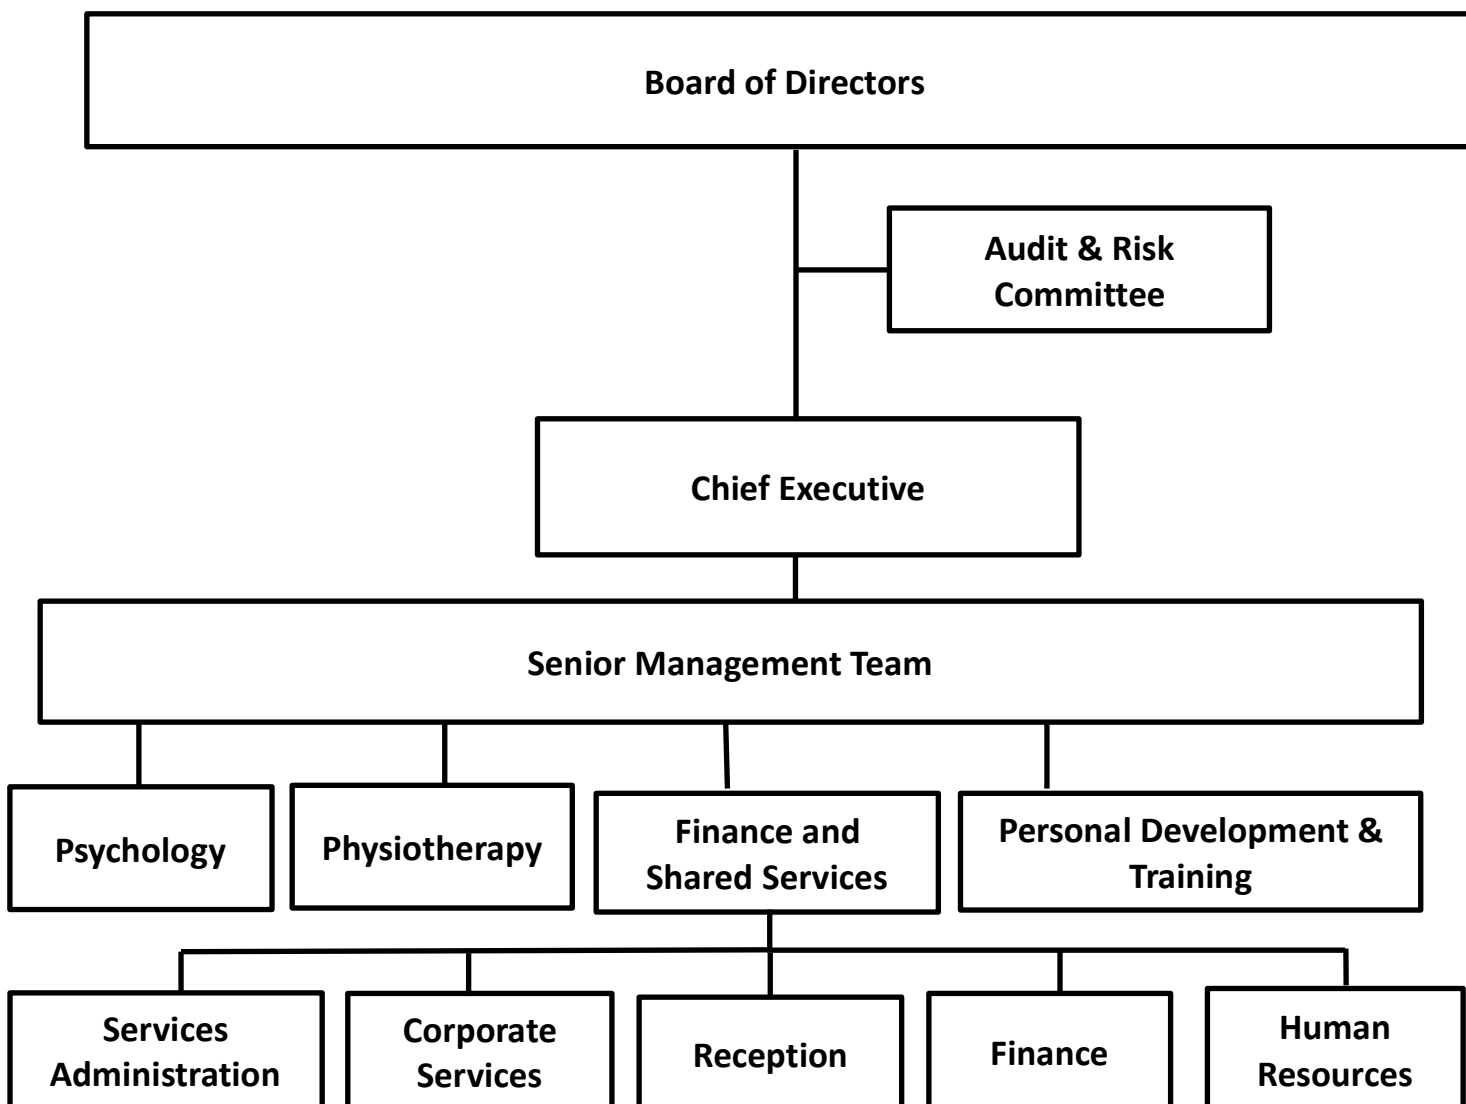 Board of Directors
Audit & Risk
Committee
Chief Executive
Senior Management Team
Psychology
Physiotherapy
Finance and
Shared Services
Personal Development &
Training
Services
Administration
Corporate
Services
Reception
Finance
Human
Resources